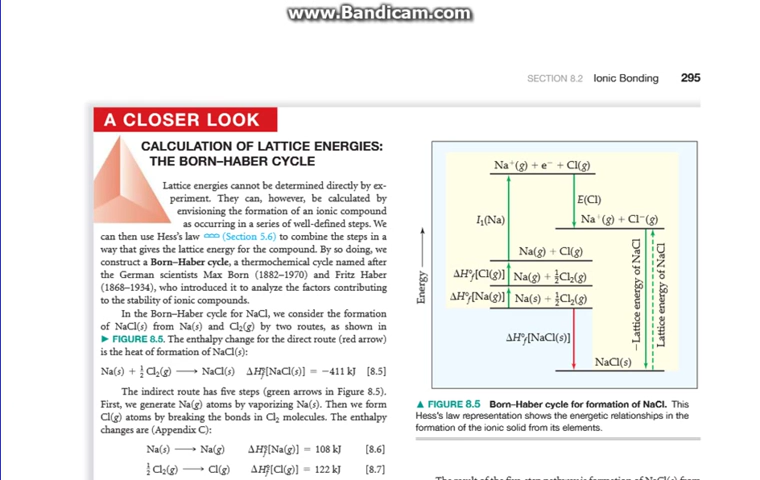 www.Bandicam.com
SECTION 8.2 Ionic Bonding 295
A CLOSER LOOK
CALCULATION OF LATTICE ENERGIES:
THE BORN–HABER CYCLE
Lattice energies cannot be determined directly by ex-
periment. They can, however, be calculated by
envisioning the formation of an ionic compound
as occurring in a series of well-defined steps. We
can then use Hess's law (Section 5.6) to combine the steps in a
way that gives the lattice energy for the compound. By so doing, we
construct a Born–Haber cycle, a thermochemical cycle named after
the German scientists Max Born (1882–1970) and Fritz Haber
(1868–1934), who introduced it to analyze the factors contributing
to the stability of ionic compounds.
In the Born–Haber cycle for NaCl, we consider the formation
of NaCl(s) from Na(s) and Cl₂(g) by two routes, as shown in
▶ FIGURE 8.5. The enthalpy change for the direct route (red arrow)
is the heat of formation of NaCl(s):
Na(s) + ½ Cl₂(g) ⟶ NaCl(s) ΔH°f[NaCl(s)] = −411 kJ [8.5]
The indirect route has five steps (green arrows in Figure 8.5).
First, we generate Na(g) atoms by vaporizing Na(s). Then we form
Cl(g) atoms by breaking the bonds in Cl₂ molecules. The enthalpy
changes are (Appendix C):
Na(s) ⟶ Na(g) ΔH°f[Na(g)] = 108 kJ [8.6]
½ Cl₂(g) ⟶ Cl(g) ΔH°f[Cl(g)] = 122 kJ [8.7]
Na⁺(g) + e⁻ + Cl(g)
E(Cl)
I₁(Na)
Na⁺(g) + Cl⁻(g)
Na(g) + Cl(g)
ΔH°f[Cl(g)]
Na(g) + ½Cl₂(g)
ΔH°f[Na(g)]
Na(s) + ½Cl₂(g)
ΔH°f[NaCl(s)]
NaCl(s)
Energy
−Lattice energy of NaCl
Lattice energy of NaCl
▲ FIGURE 8.5 Born–Haber cycle for formation of NaCl. This
Hess's law representation shows the energetic relationships in the
formation of the ionic solid from its elements.